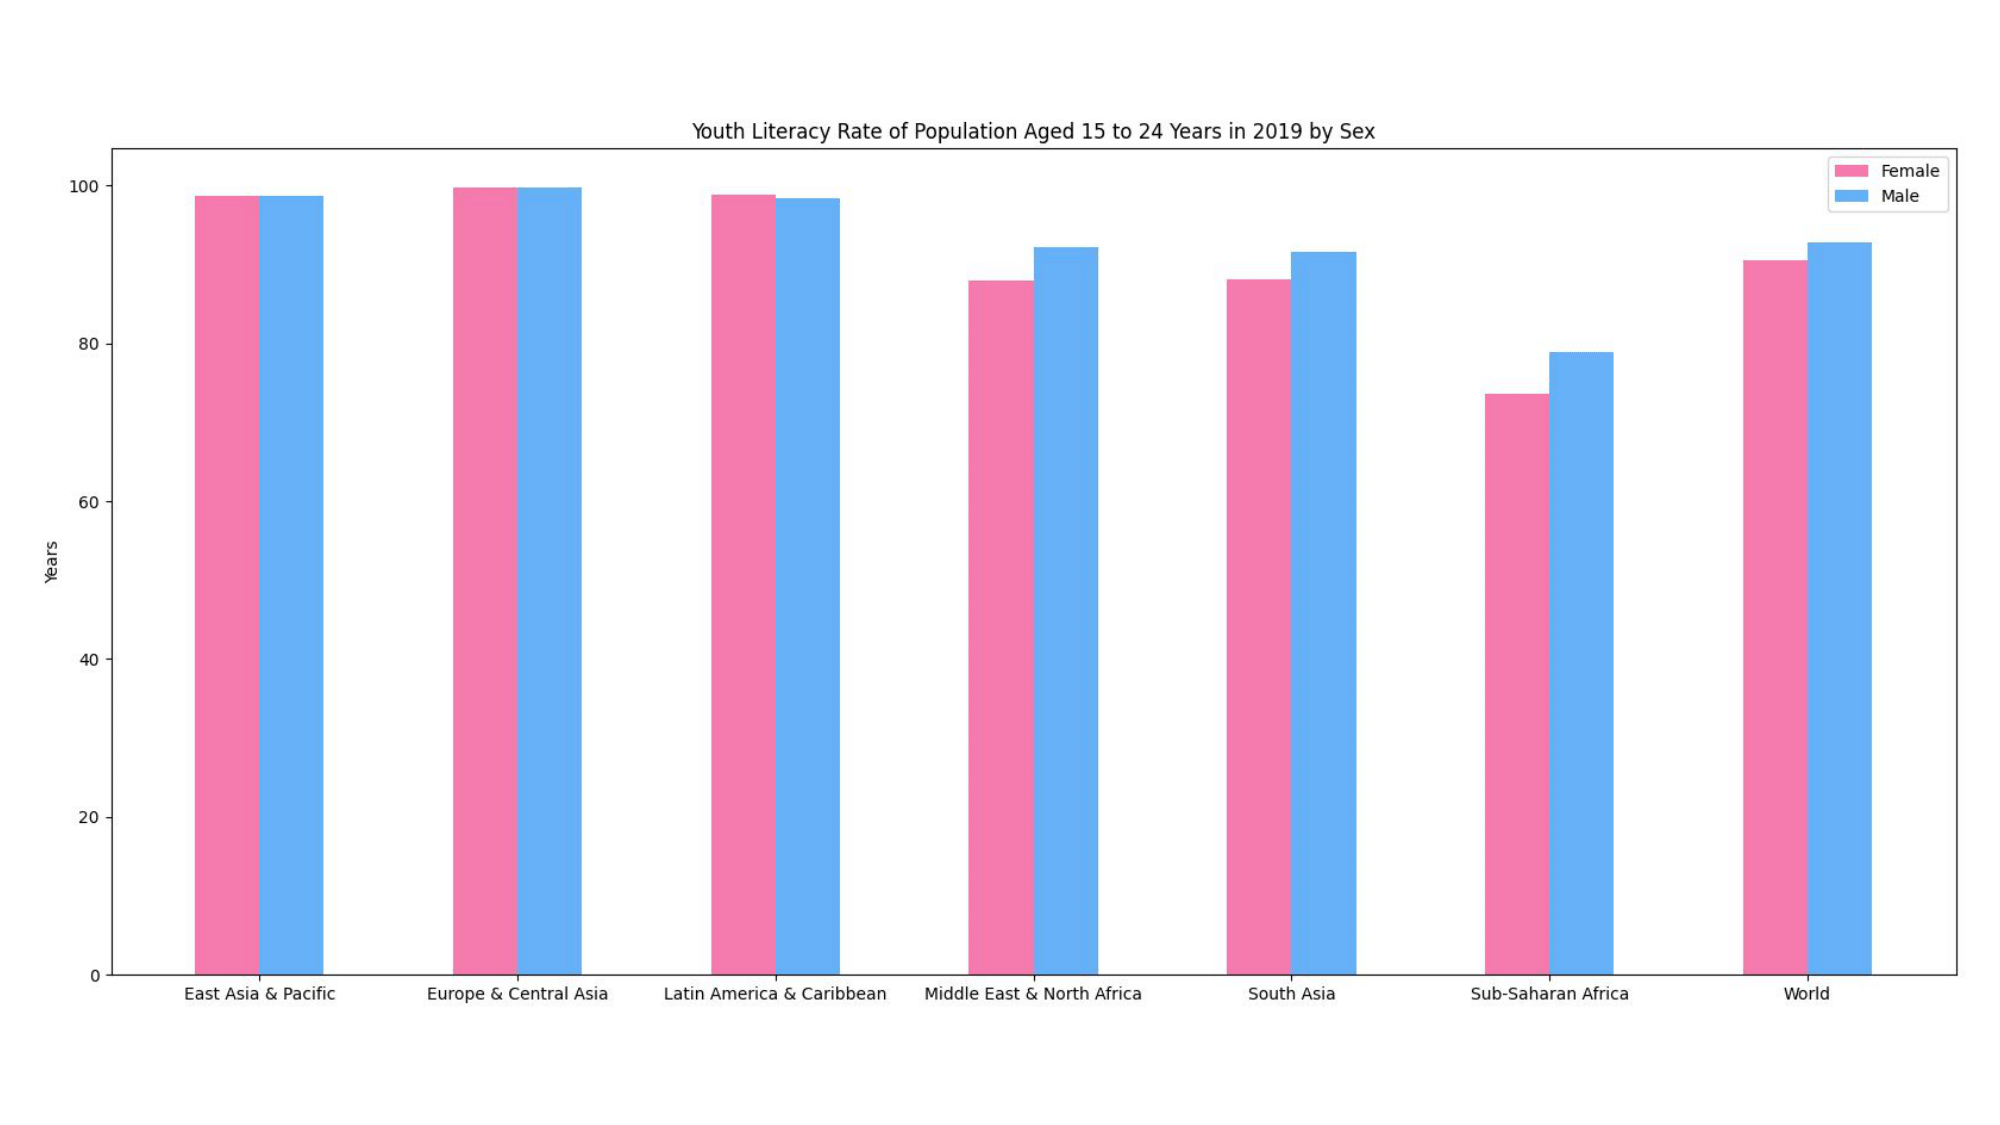 Youth Literacy Rate of Population Aged 15 to 24 Years in 2019 by Sex
Female
Male
100
80
60
40
20
0
Years
East Asia & Pacific
Europe & Central Asia
Latin America & Caribbean
Middle East & North Africa
South Asia
Sub-Saharan Africa
World